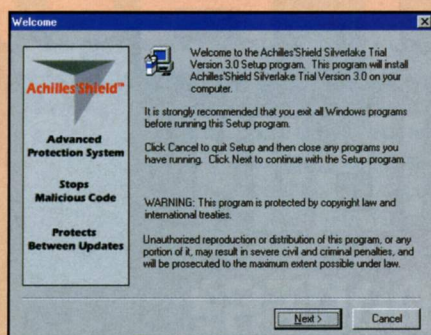 Welcome
Achilles'Shield™
Advanced
Protection System
Stops
Malicious Code
Protects
Between Updates
Welcome to the Achilles'Shield Silverlake Trial
Version 3.0 Setup program. This program will install
Achilles'Shield Silverlake Trial Version 3.0 on your
computer.
It is strongly recommended that you exit all Windows programs
before running this Setup program.
Click Cancel to quit Setup and then close any programs you
have running. Click Next to continue with the Setup program.
WARNING: This program is protected by copyright law and
international treaties.
Unauthorized reproduction or distribution of this program, or any
portion of it, may result in severe civil and criminal penalties, and
will be prosecuted to the maximum extent possible under law.
Next >
Cancel